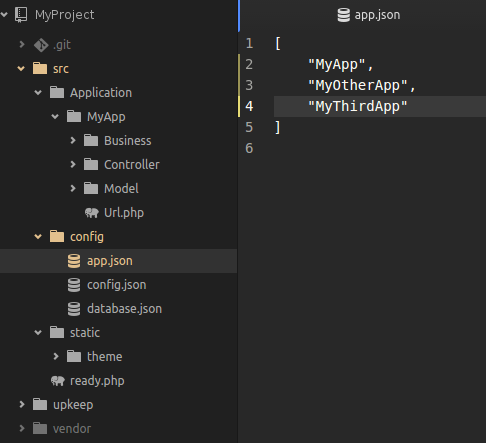 MyProject
.git
src
Application
MyApp
Business
Controller
Model
Url.php
config
app.json
config.json
database.json
static
theme
ready.php
upkeep
vendor
app.json
1 [
2 "MyApp",
3 "MyOtherApp",
4 "MyThirdApp"
5 ]
6